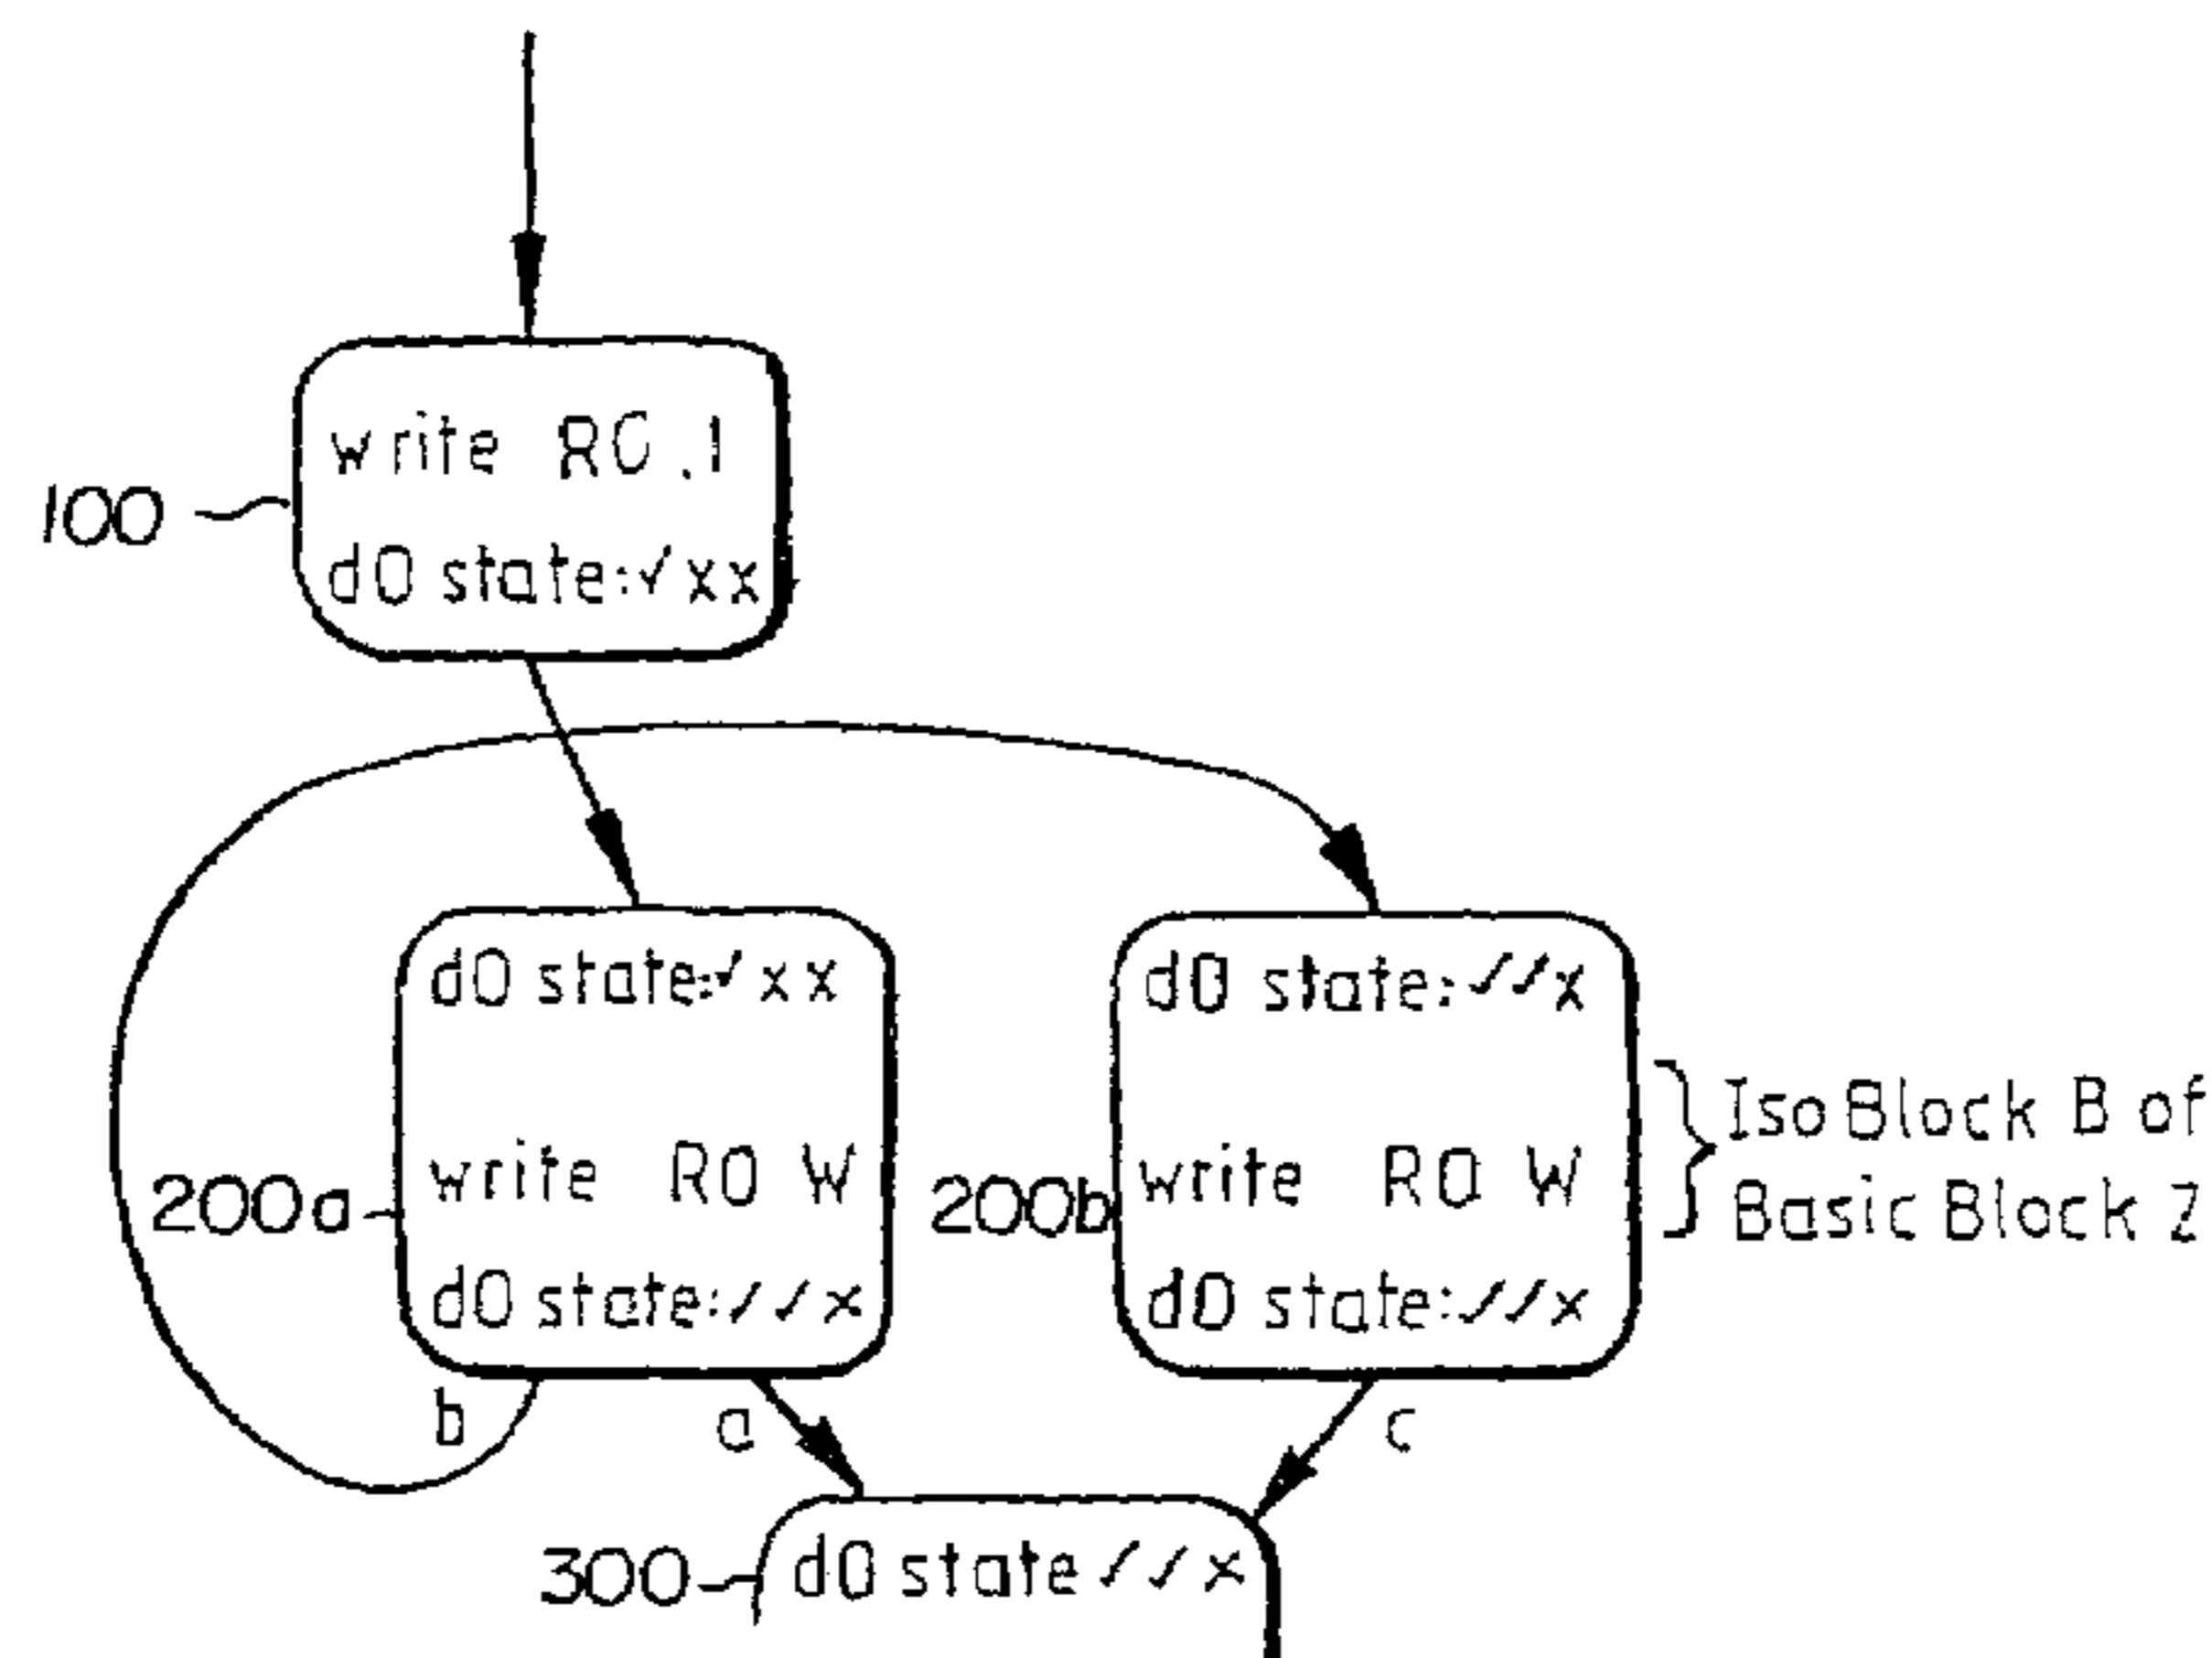 write R0 .1
100
d0 state:✓xx
d0 state:✓xx
write R0 W
200a
d0 state:✓✓x
d0 state:✓✓x
write R0 W
200b
d0 state:✓✓x
Iso Block B of
Basic Block 2
b
a
c
300
d0 state ✓✓x